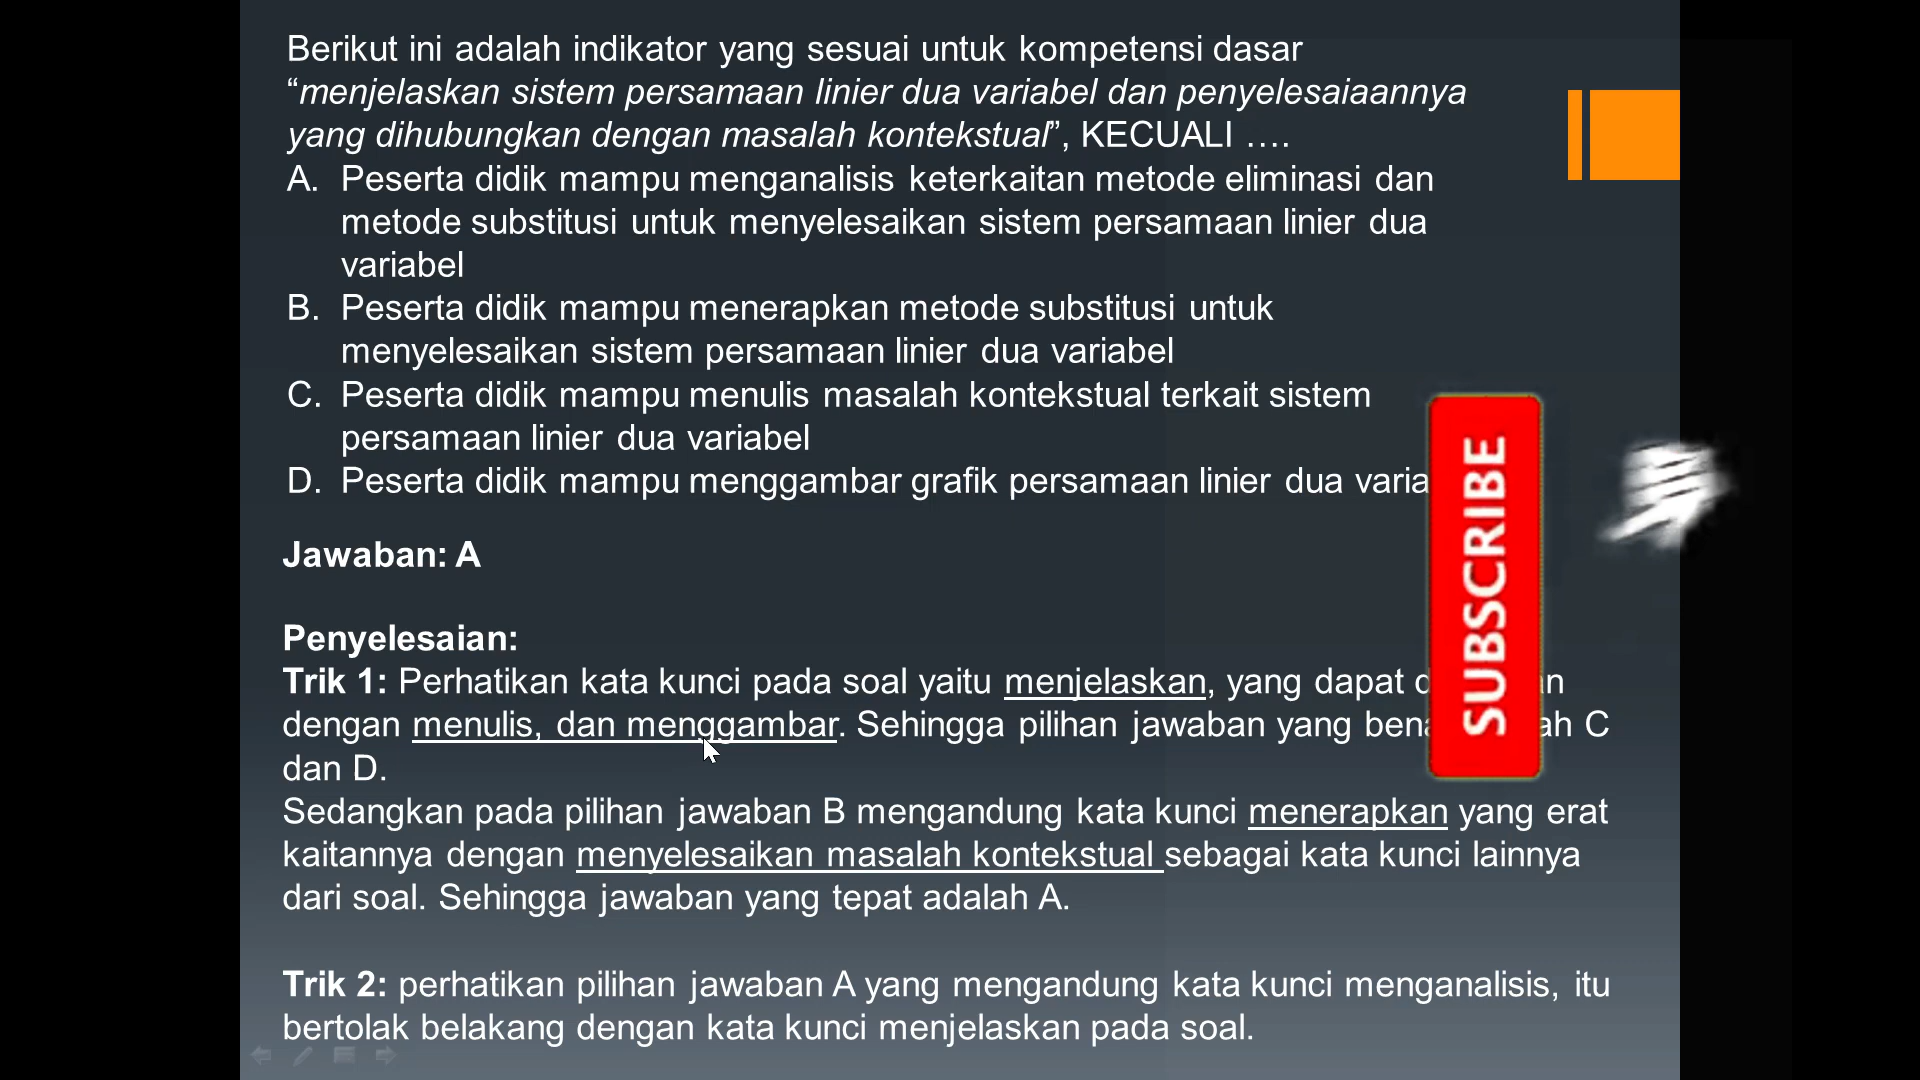 Berikut ini adalah indikator yang sesuai untuk kompetensi dasar
“menjelaskan sistem persamaan linier dua variabel dan penyelesaiaannya
yang dihubungkan dengan masalah kontekstual”, KECUALI ….
A. Peserta didik mampu menganalisis keterkaitan metode eliminasi dan
metode substitusi untuk menyelesaikan sistem persamaan linier dua
variabel
B. Peserta didik mampu menerapkan metode substitusi untuk
menyelesaikan sistem persamaan linier dua variabel
C. Peserta didik mampu menulis masalah kontekstual terkait sistem
persamaan linier dua variabel
D. Peserta didik mampu menggambar grafik persamaan linier dua
SUBSCRIBE
Jawaban: A
Penyelesaian:
Trik 1: Perhatikan kata kunci pada soal yaitu menjelaskan, yang dapat
dengan menulis, dan menggambar. Sehingga pilihan jawaban yang C
dan D.
Sedangkan pada pilihan jawaban B mengandung kata kunci menerapkan yang erat
kaitannya dengan menyelesaikan masalah kontekstual sebagai kata kunci lainnya
dari soal. Sehingga jawaban yang tepat adalah A.
Trik 2: perhatikan pilihan jawaban A yang mengandung kata kunci menganalisis, itu
bertolak belakang dengan kata kunci menjelaskan pada soal.